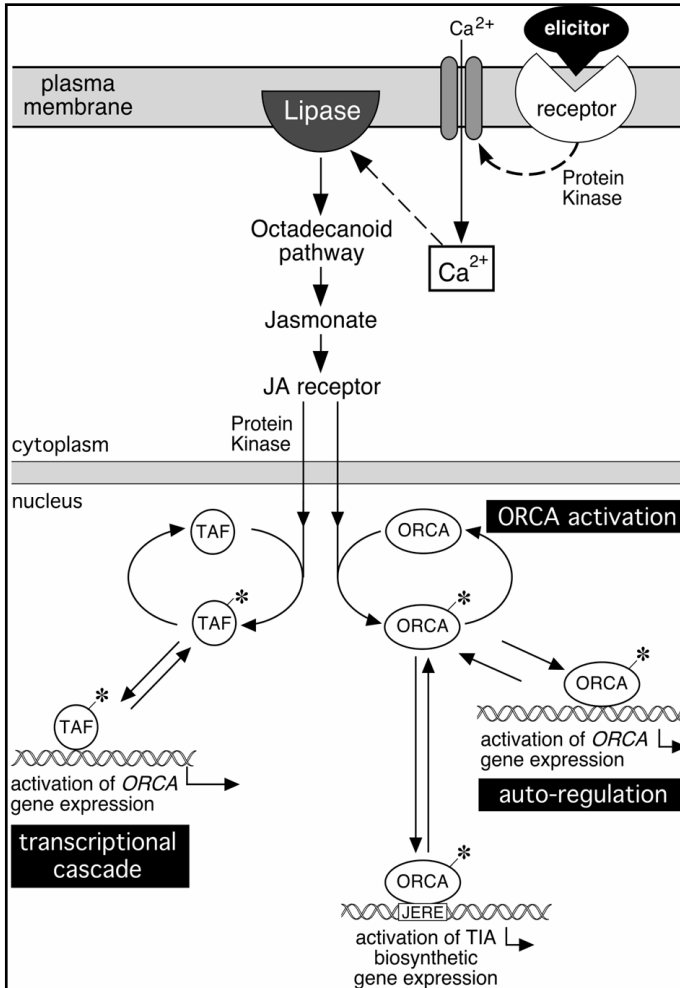 elicitor
Ca2+
plasma
membrane
Lipase
receptor
Protein
Kinase
Octadecanoid
pathway
Ca2+
Jasmonate
JA receptor
Protein
Kinase
cytoplasm
nucleus
ORCA activation
TAF
ORCA
TAF*
ORCA*
ORCA*
TAF*
activation of ORCA
gene expression
auto-regulation
activation of ORCA
gene expression
transcriptional
cascade
ORCA*
JERE
activation of TIA
biosynthetic
gene expression